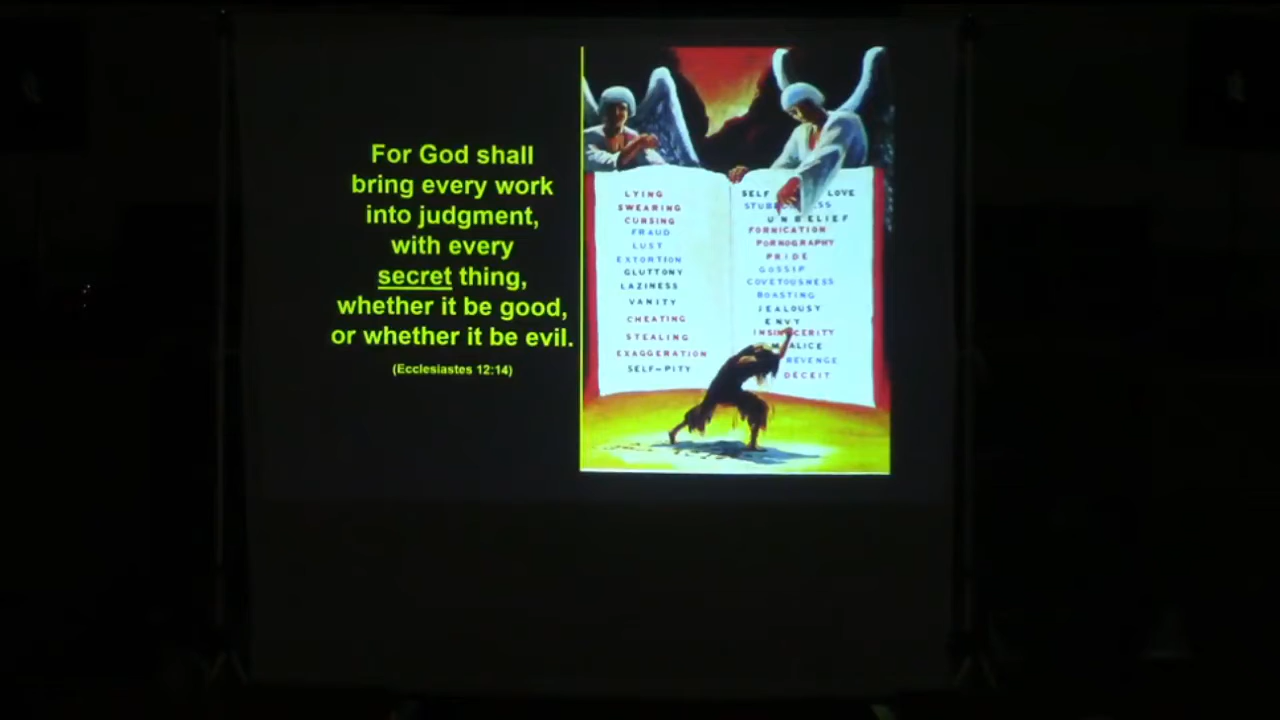 For God shall
bring every work
into judgment,
with every
secret thing,
whether it be good,
or whether it be evil.
(Ecclesiastes 12:14)
LYING
SWEARING
CURSING
FRAUD
LUST
EXTORTION
GLUTTONY
LAZINESS
VANITY
CHEATING
STEALING
EXAGGERATION
SELF-PITY
SELF LOVE
UNBELIEF
FORNICATION
PORNOGRAPHY
PRIDE
GOSSIP
COVETOUSNESS
BOASTING
JEALOUSY
ENVY
INSINCERITY
MALICE
REVENGE
DECEIT